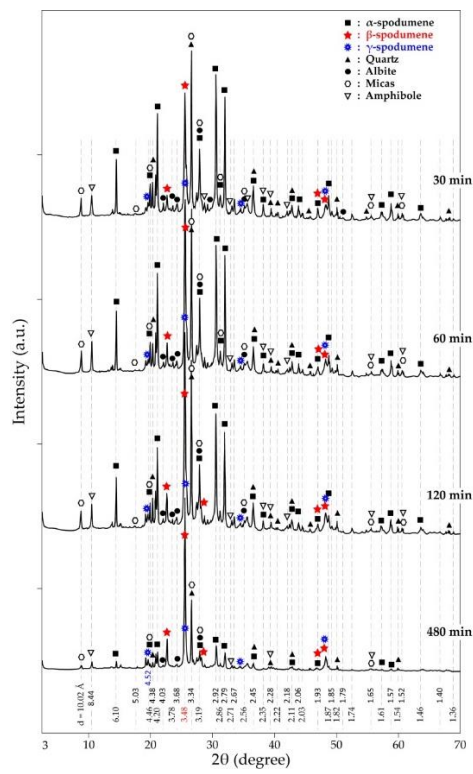 ■ : α-spodumene
★ : β-spodumene
✵ : γ-spodumene
▲ : Quartz
● : Albite
○ : Micas
▽ : Amphibole
30 min
60 min
120 min
480 min
Intensity (a.u.)
d = 10.02 Å
8.44
6.10
5.03
4.52
4.46
4.38
4.20
4.03
3.78
3.68
3.48
3.34
3.19
2.92
2.86
2.79
2.71
2.67
2.56
2.45
2.35
2.28
2.22
2.18
2.11
2.06
2.03
1.93
1.87
1.85
1.82
1.79
1.74
1.65
1.61
1.57
1.54
1.52
1.46
1.40
1.36
3 10 20 30 40 50 60 70
2θ (degree)